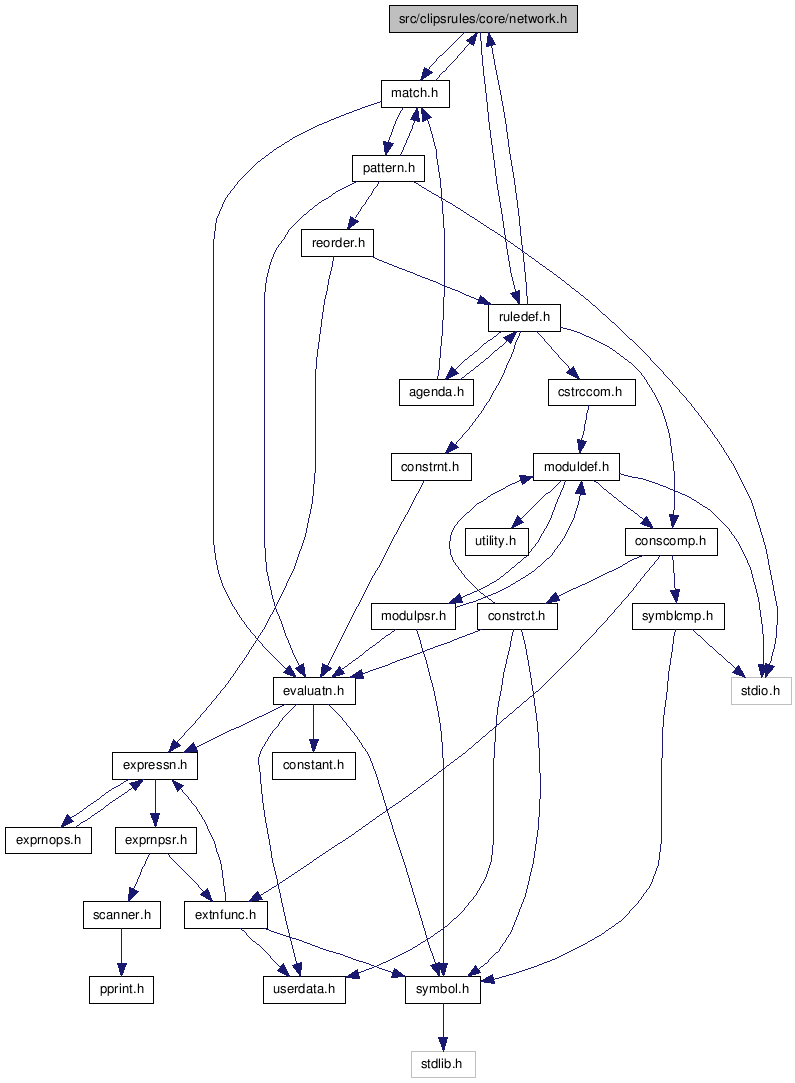 src/clipsrules/core/network.h
match.h
pattern.h
reorder.h
ruledef.h
agenda.h
cstrccom.h
constrnt.h
moduldef.h
utility.h
conscomp.h
modulpsr.h
constrct.h
symblcmp.h
evaluatn.h
stdio.h
expressn.h
constant.h
exprnops.h
exprnpsr.h
scanner.h
extnfunc.h
pprint.h
userdata.h
symbol.h
stdlib.h